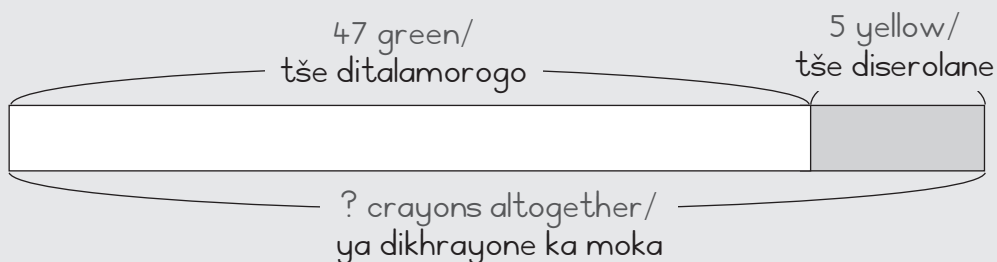 47 green/
tše ditalamorogo
5 yellow/
tše diserolane
? crayons altogether/
ya dikhrayone ka moka